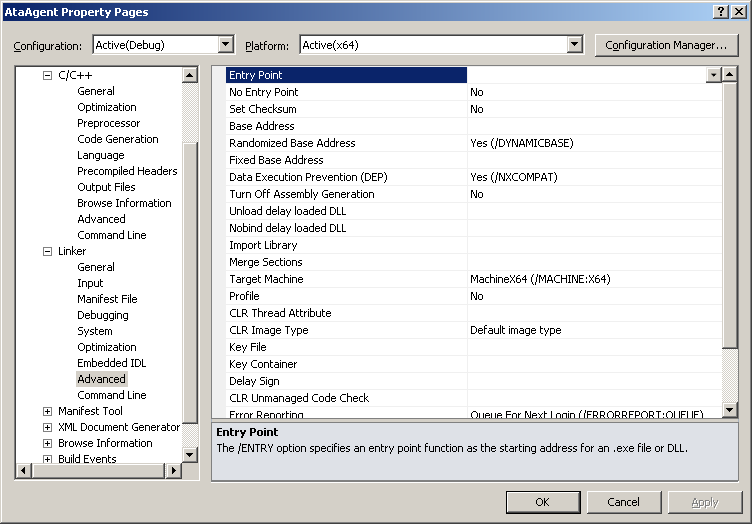 AtaAgent Property Pages
Configuration: Active(Debug) Platform: Active(x64) Configuration Manager...
C/C++
General
Optimization
Preprocessor
Code Generation
Language
Precompiled Headers
Output Files
Browse Information
Advanced
Command Line
Linker
General
Input
Manifest File
Debugging
System
Optimization
Embedded IDL
Advanced
Command Line
Manifest Tool
XML Document Generator
Browse Information
Build Events
Entry Point
No Entry Point No
Set Checksum No
Base Address
Randomized Base Address Yes (/DYNAMICBASE)
Fixed Base Address
Data Execution Prevention (DEP) Yes (/NXCOMPAT)
Turn Off Assembly Generation No
Unload delay loaded DLL
Nobind delay loaded DLL
Import Library
Merge Sections
Target Machine MachineX64 (/MACHINE:X64)
Profile No
CLR Thread Attribute
CLR Image Type Default image type
Key File
Key Container
Delay Sign
CLR Unmanaged Code Check
Error Reporting Queue For Next Login (/ERRORREPORT:QUEUE)
Entry Point
The /ENTRY option specifies an entry point function as the starting address for an .exe file or DLL.
OK Cancel Apply